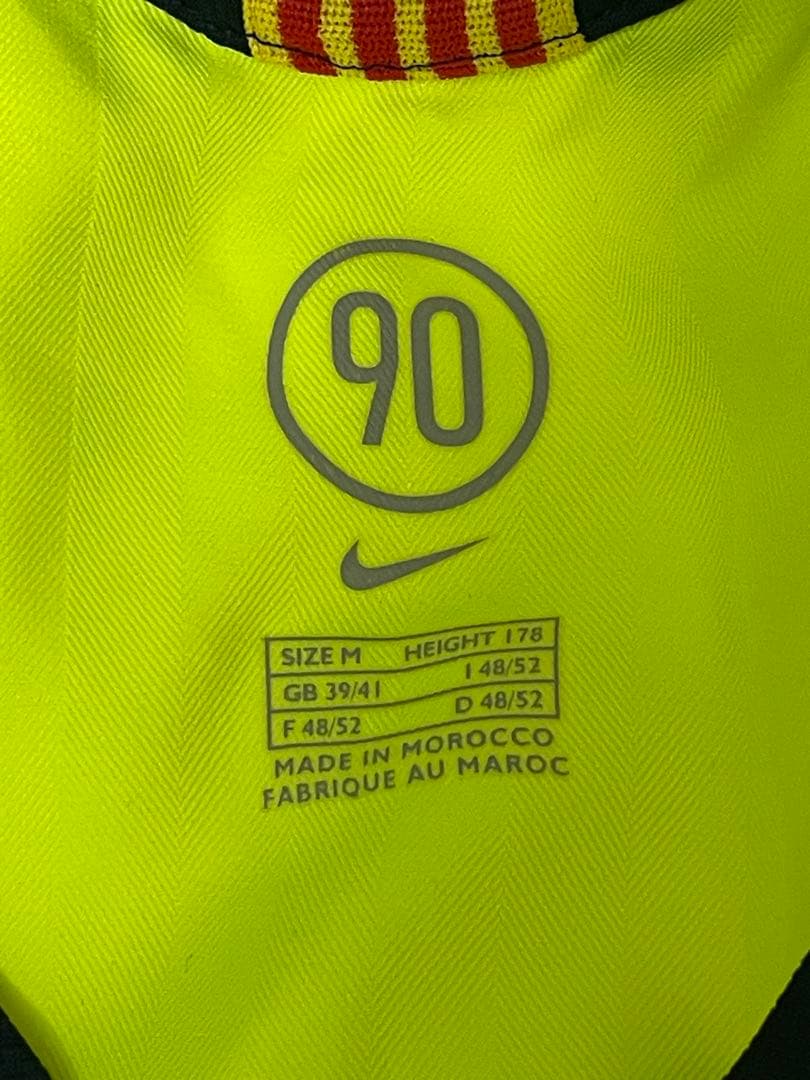 90
SIZE M HEIGHT 178
GB 39/41 I 48/52
F 48/52 D 48/52
MADE IN MOROCCO
FABRIQUE AU MAROC